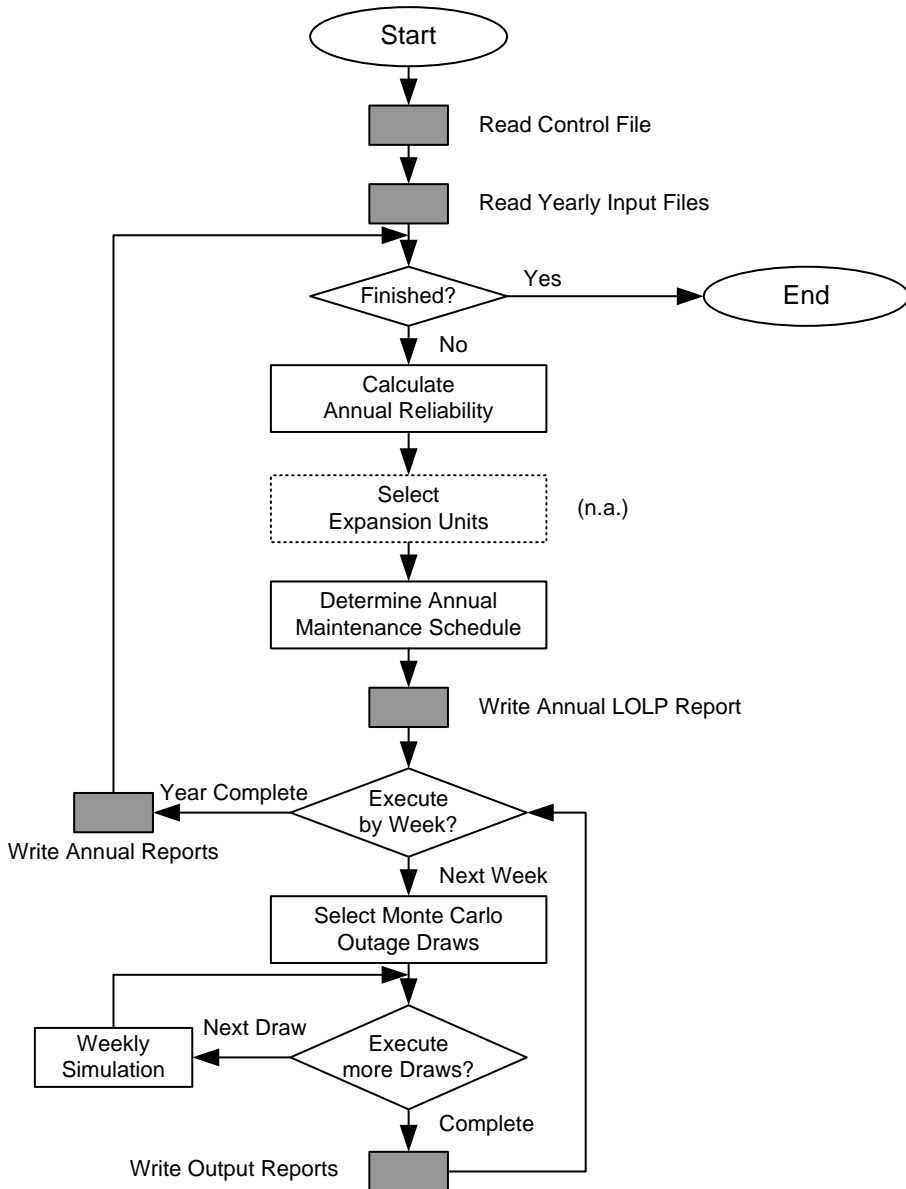 Start
Read Control File
Read Yearly Input Files
Finished?
Yes
End
No
Calculate
Annual Reliability
Select
Expansion Units
(n.a.)
Determine Annual
Maintenance Schedule
Write Annual LOLP Report
Year Complete
Execute
by Week?
Write Annual Reports
Next Week
Select Monte Carlo
Outage Draws
Weekly
Simulation
Next Draw
Execute
more Draws?
Complete
Write Output Reports